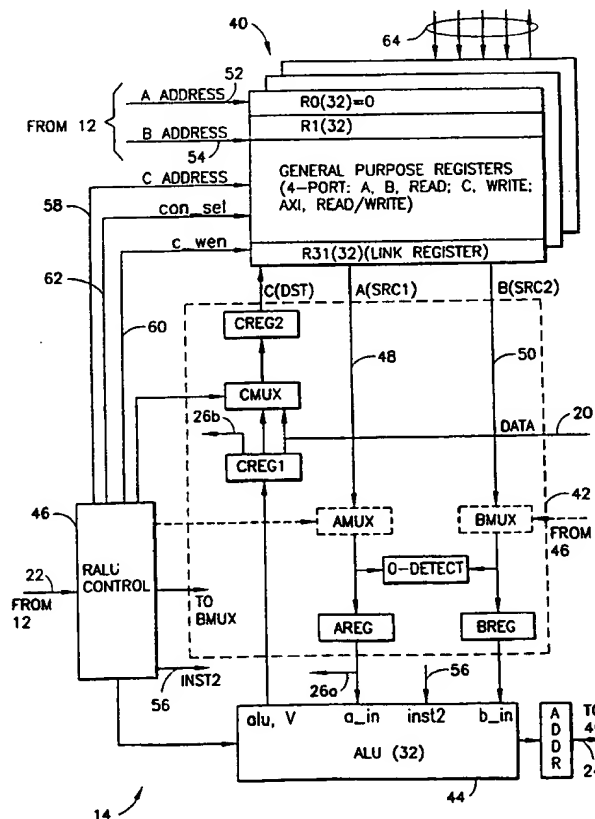 40
64
A ADDRESS 52
R0(32)=0
FROM 12
R1(32)
B ADDRESS
54
GENERAL PURPOSE REGISTERS
(4-PORT: A, B, READ; C, WRITE;
AXI, READ/WRITE)
C ADDRESS
58
con_sel
62
c_wen
R31(32)(LINK REGISTER)
60
C(DST) A(SRC1) B(SRC2)
CREG2
48
50
CMUX
26b
DATA
20
CREG1
46
AMUX
BMUX
42
FROM
46
RALU
CONTROL
22
FROM
12
0-DETECT
TO
BMUX
AREG
BREG
56
INST2
26a
56
alu, V a_in inst2 b_in
ALU (32)
ADDR
TO
24
44
14